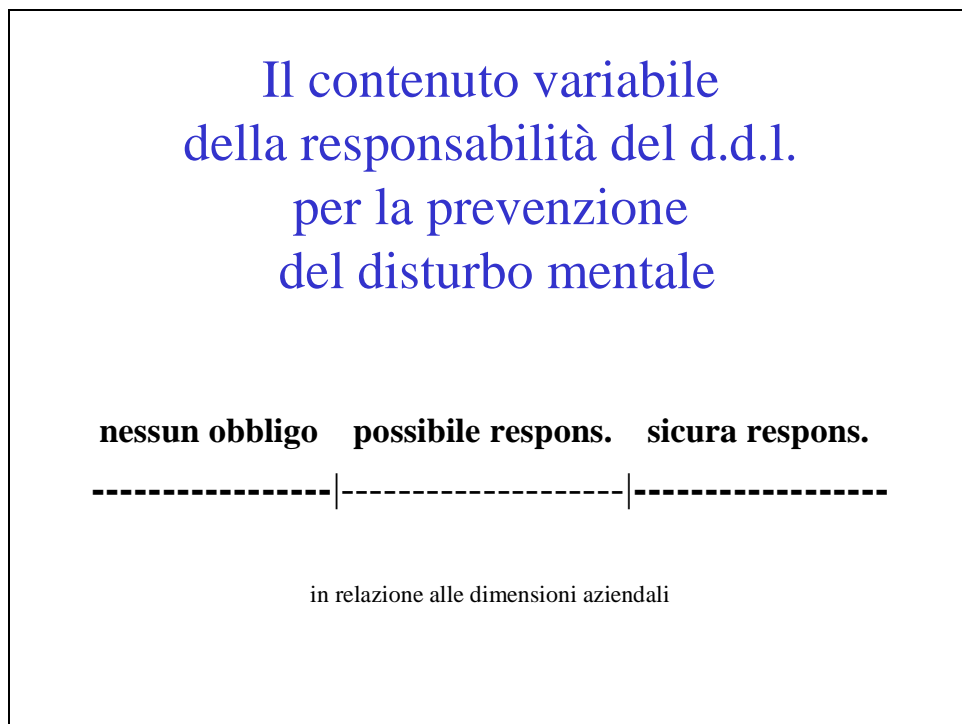 Il contenuto variabile
della responsabilità del d.d.l.
per la prevenzione
del disturbo mentale
nessun obbligo possibile respons. sicura respons.
-----------------|--------------------|------------------
in relazione alle dimensioni aziendali